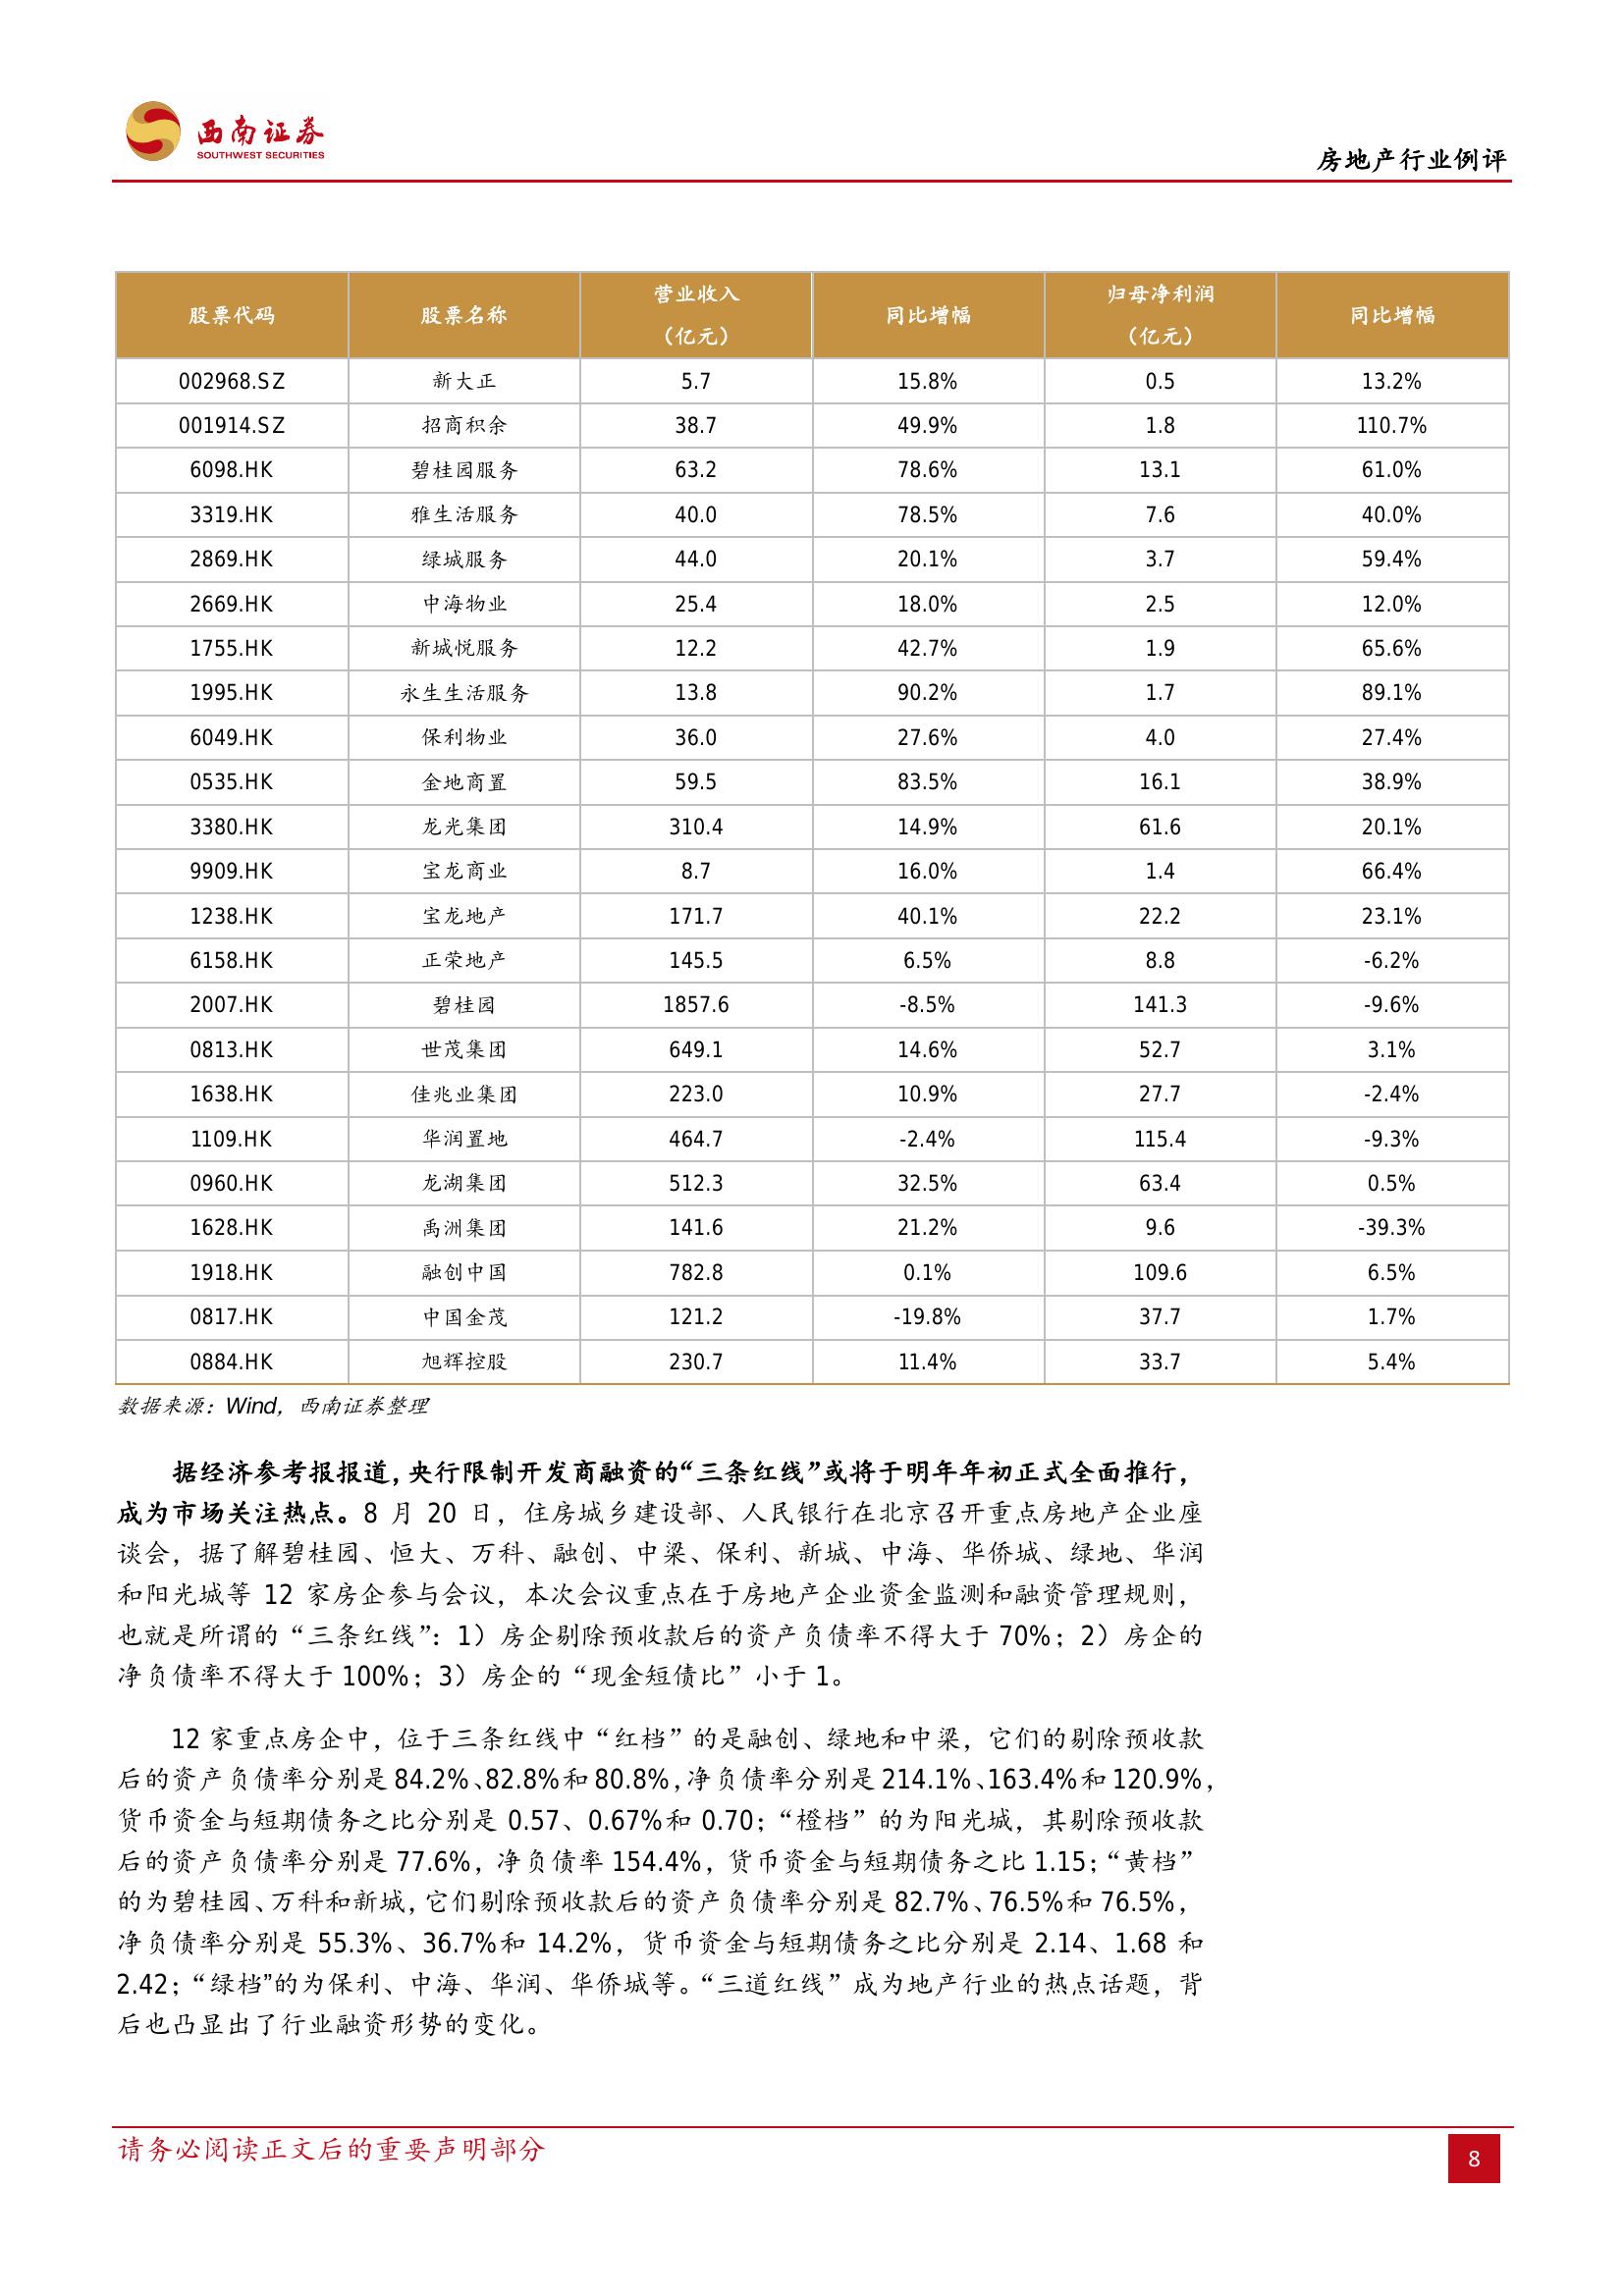 西南证券
SOUTHWEST SECURITIES
房地产行业例评
股票代码 股票名称 营业收入（亿元） 同比增幅 归母净利润（亿元） 同比增幅
002968.SZ 新大正 5.7 15.8% 0.5 13.2%
001914.SZ 招商积余 38.7 49.9% 1.8 110.7%
6098.HK 碧桂园服务 63.2 78.6% 13.1 61.0%
3319.HK 雅生活服务 40.0 78.5% 7.6 40.0%
2869.HK 绿城服务 44.0 20.1% 3.7 59.4%
2669.HK 中海物业 25.4 18.0% 2.5 12.0%
1755.HK 新城悦服务 12.2 42.7% 1.9 65.6%
1995.HK 永生生活服务 13.8 90.2% 1.7 89.1%
6049.HK 保利物业 36.0 27.6% 4.0 27.4%
0535.HK 金地商置 59.5 83.5% 16.1 38.9%
3380.HK 龙光集团 310.4 14.9% 61.6 20.1%
9909.HK 宝龙商业 8.7 16.0% 1.4 66.4%
1238.HK 宝龙地产 171.7 40.1% 22.2 23.1%
6158.HK 正荣地产 145.5 6.5% 8.8 -6.2%
2007.HK 碧桂园 1857.6 -8.5% 141.3 -9.6%
0813.HK 世茂集团 649.1 14.6% 52.7 3.1%
1638.HK 佳兆业集团 223.0 10.9% 27.7 -2.4%
1109.HK 华润置地 464.7 -2.4% 115.4 -9.3%
0960.HK 龙湖集团 512.3 32.5% 63.4 0.5%
1628.HK 禹洲集团 141.6 21.2% 9.6 -39.3%
1918.HK 融创中国 782.8 0.1% 109.6 6.5%
0817.HK 中国金茂 121.2 -19.8% 37.7 1.7%
0884.HK 旭辉控股 230.7 11.4% 33.7 5.4%
数据来源：Wind，西南证券整理
据经济参考报报道，央行限制开发商融资的“三条红线”或将于明年年初正式全面推行，
成为市场关注热点。8 月 20 日，住房城乡建设部、人民银行在北京召开重点房地产企业座
谈会，据了解碧桂园、恒大、万科、融创、中梁、保利、新城、中海、华侨城、绿地、华润
和阳光城等 12 家房企参与会议，本次会议重点在于房地产企业资金监测和融资管理规则，
也就是所谓的“三条红线”：1）房企剔除预收款后的资产负债率不得大于 70%；2）房企的
净负债率不得大于 100%；3）房企的“现金短债比”小于 1。
12 家重点房企中，位于三条红线中“红档”的是融创、绿地和中梁，它们的剔除预收款
后的资产负债率分别是 84.2%、82.8%和 80.8%，净负债率分别是 214.1%、163.4%和 120.9%，
货币资金与短期债务之比分别是 0.57、0.67%和 0.70；“橙档”的为阳光城，其剔除预收款
后的资产负债率分别是 77.6%，净负债率 154.4%，货币资金与短期债务之比 1.15；“黄档”
的为碧桂园、万科和新城，它们剔除预收款后的资产负债率分别是 82.7%、76.5%和 76.5%，
净负债率分别是 55.3%、36.7%和 14.2%，货币资金与短期债务之比分别是 2.14、1.68 和
2.42；“绿档”的为保利、中海、华润、华侨城等。“三道红线”成为地产行业的热点话题，背
后也凸显出了行业融资形势的变化。
请务必阅读正文后的重要声明部分
8